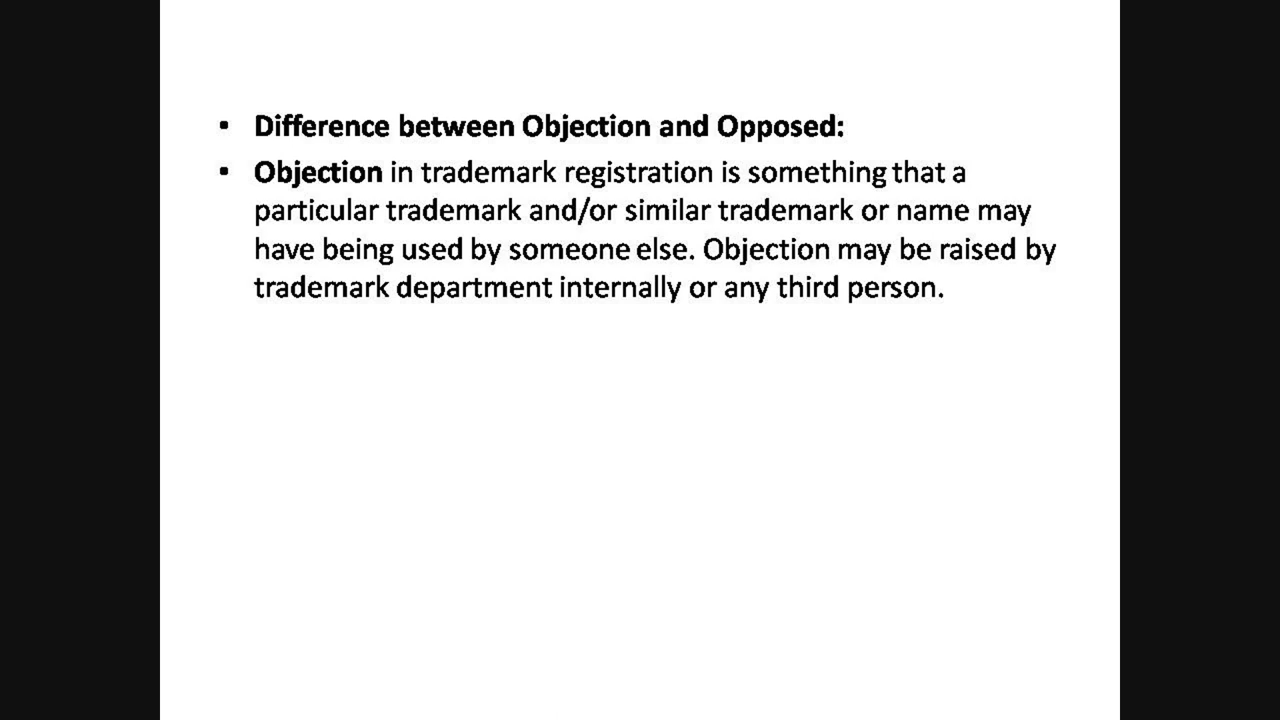 • Difference between Objection and Opposed:
• Objection in trademark registration is something that a
particular trademark and/or similar trademark or name may
have being used by someone else. Objection may be raised by
trademark department internally or any third person.